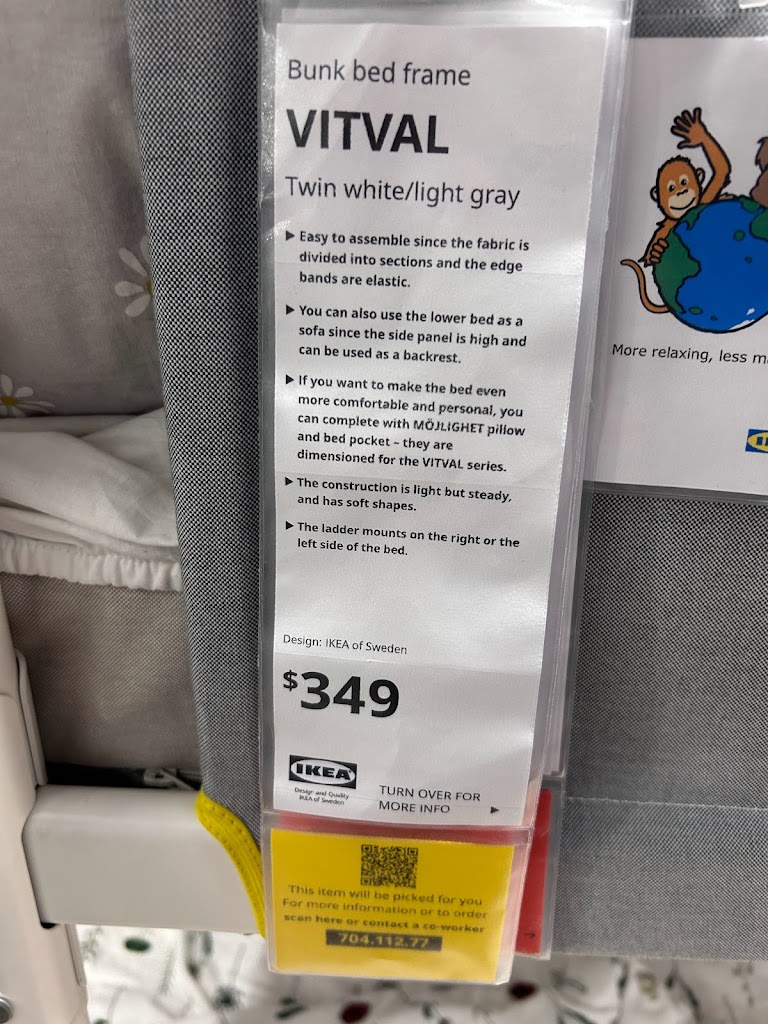 Bunk bed frame
VITVAL
Twin white/light gray
▶ Easy to assemble since the fabric is
divided into sections and the edge
bands are elastic.
▶ You can also use the lower bed as a
sofa since the side panel is high and
can be used as a backrest.
▶ If you want to make the bed even
more comfortable and personal, you
can complete with MÖJLIGHET pillow
and bed pocket – they are
dimensioned for the VITVAL series.
▶ The construction is light but steady,
and has soft shapes.
▶ The ladder mounts on the right or the
left side of the bed.
Design: IKEA of Sweden
$349
IKEA
Design and Quality
IKEA of Sweden
TURN OVER FOR
MORE INFO ▶
This item will be picked for you
For more information or to order
scan here or contact a co-worker
704.112.77
More relaxing, less